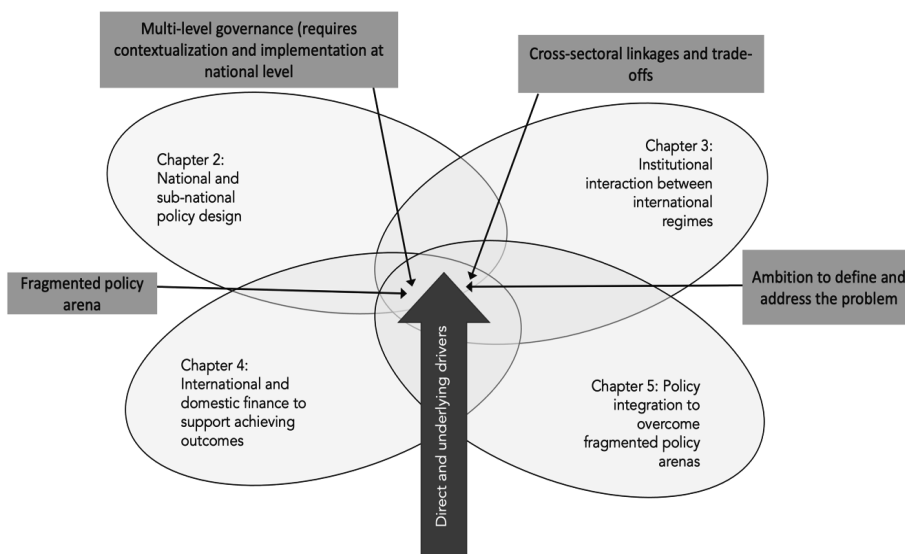 Multi-level governance (requires
contextualization and implementation at
national level
Cross-sectoral linkages and trade-
offs
Chapter 2:
National and
sub-national
policy design
Chapter 3:
Institutional
interaction between
international
regimes
Fragmented policy
arena
Ambition to define and
address the problem
Chapter 4:
International and
domestic finance to
support achieving
outcomes
Direct and underlying drivers
Chapter 5: Policy
integration to
overcome
fragmented policy
arenas